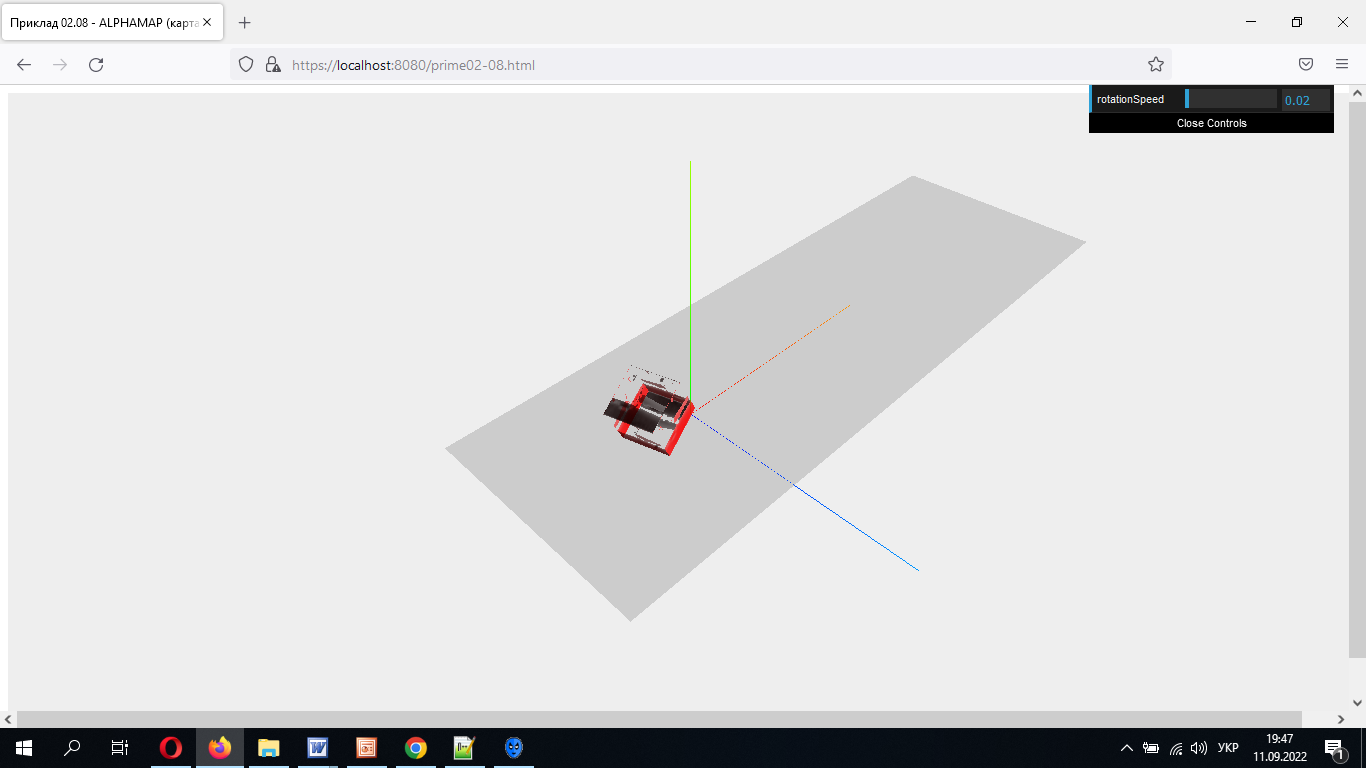 Приклад 02.08 - ALPHAMAP (карта
https://localhost:8080/prime02-08.html
rotationSpeed 0.02
Close Controls
УКР
19:47
11.09.2022
1